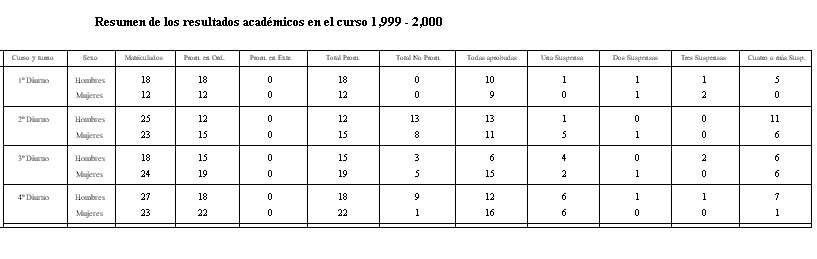 Resumen de los resultados académicos en el curso 1,999 - 2,000
Curso y turno Sexo Matriculados Prom. en Ord. Prom. en Extr. Total Prom. Total No Prom. Todas aprobadas Una Suspensa Dos Suspensas Tres Suspensas Cuatro o más Susp.
1º Diurno Hombres 18 18 0 18 0 10 1 1 1 5
Mujeres 12 12 0 12 0 9 0 1 2 0
2º Diurno Hombres 25 12 0 12 13 13 1 0 0 11
Mujeres 23 15 0 15 8 11 5 1 0 6
3º Diurno Hombres 18 15 0 15 3 6 4 0 2 6
Mujeres 24 19 0 19 5 15 2 1 0 6
4º Diurno Hombres 27 18 0 18 9 12 6 1 1 7
Mujeres 23 22 0 22 1 16 6 0 0 1